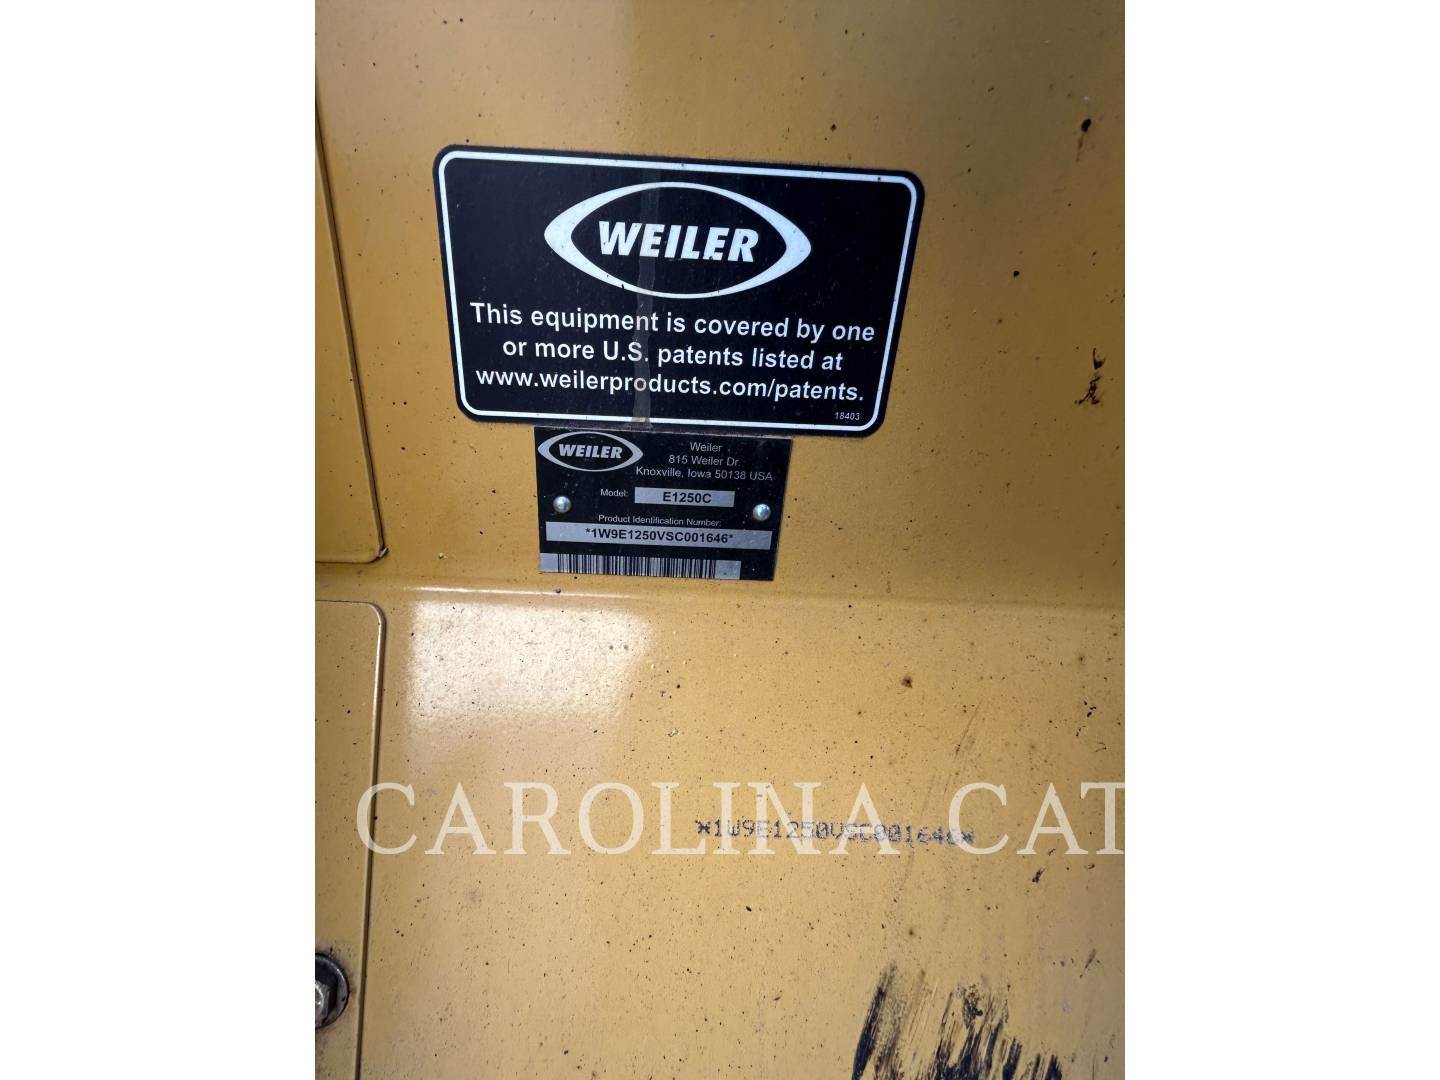 WEILER
This equipment is covered by one
or more U.S. patents listed at
www.weilerproducts.com/patents.
18403
WEILER
Weiler
815 Weiler Dr.
Knoxville, Iowa 50138 USA
Model: E1250C
Product Identification Number:
*1W9E1250VSC001646*
CAROLINA CAT
*1W9E1250VSC001646*